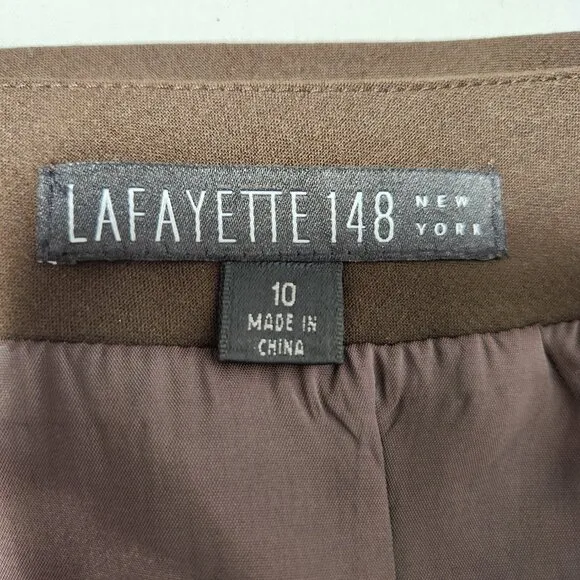 LAFAYETTE 148 NEW YORK
10
MADE IN
CHINA